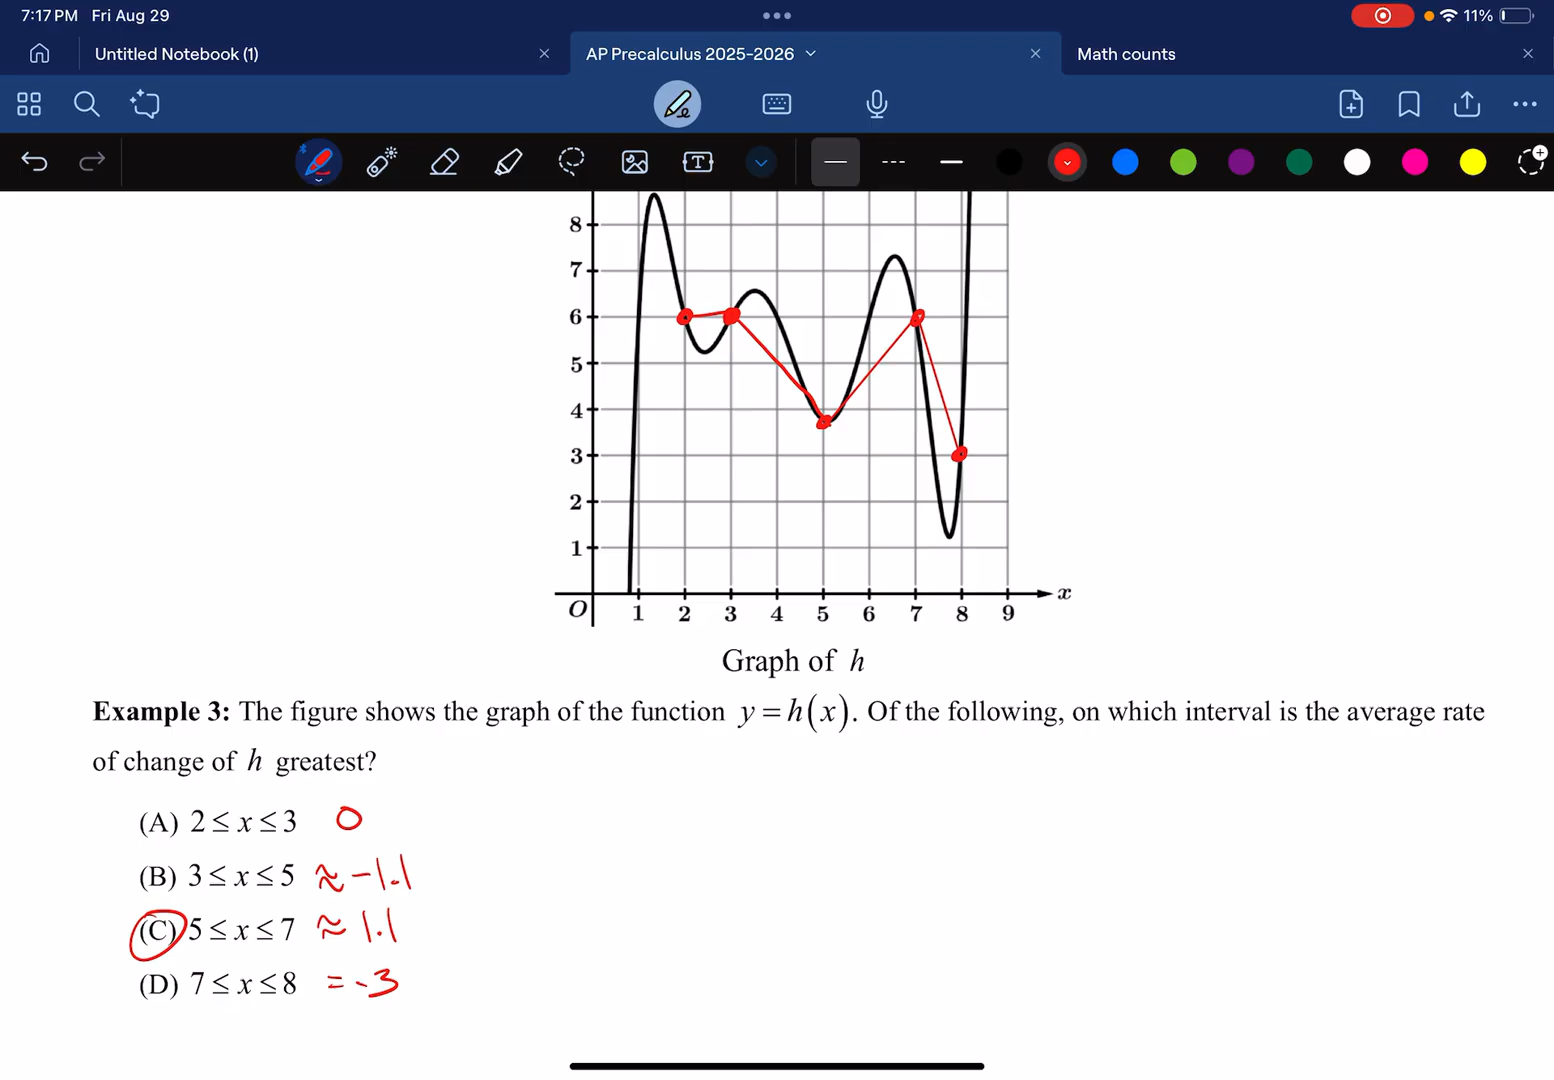 7:17 PM Fri Aug 29
11%
Untitled Notebook (1)
AP Precalculus 2025-2026
Math counts
T
8
7
6
5
4
3
2
1
O 1 2 3 4 5 6 7 8 9 x
Graph of h
Example 3: The figure shows the graph of the function y = h(x). Of the following, on which interval is the average rate
of change of h greatest?
(A) 2 ≤ x ≤ 3 0
(B) 3 ≤ x ≤ 5 ≈ -1.1
(C) 5 ≤ x ≤ 7 ≈ 1.1
(D) 7 ≤ x ≤ 8 = -3